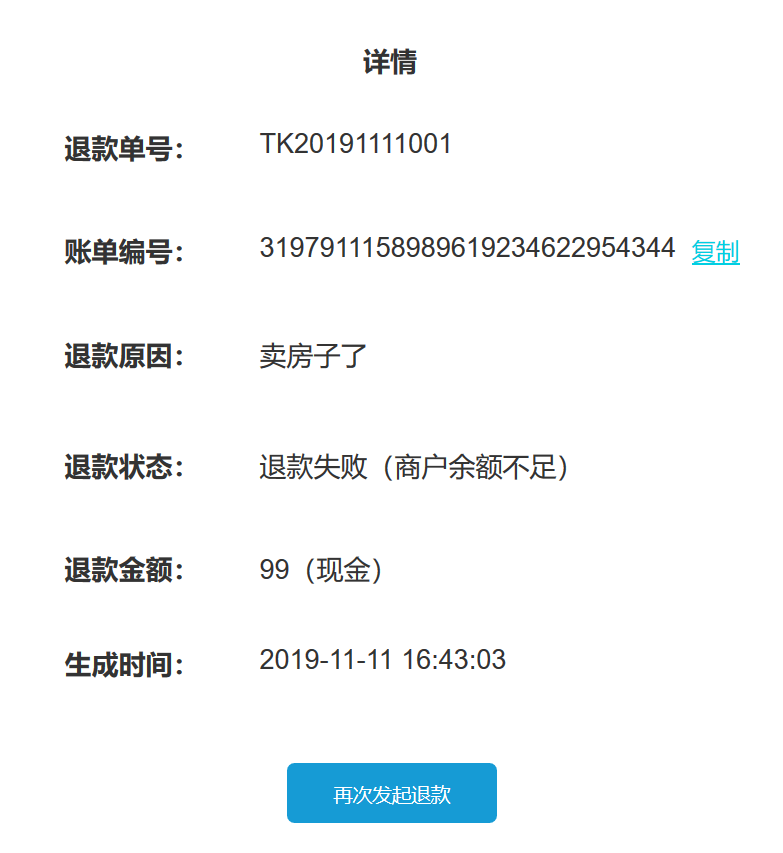 详情
退款单号： TK20191111001
账单编号： 31979111589896192346229​54344 复制
退款原因： 卖房子了
退款状态： 退款失败（商户余额不足）
退款金额： 99（现金）
生成时间： 2019-11-11 16:43:03
再次发起退款